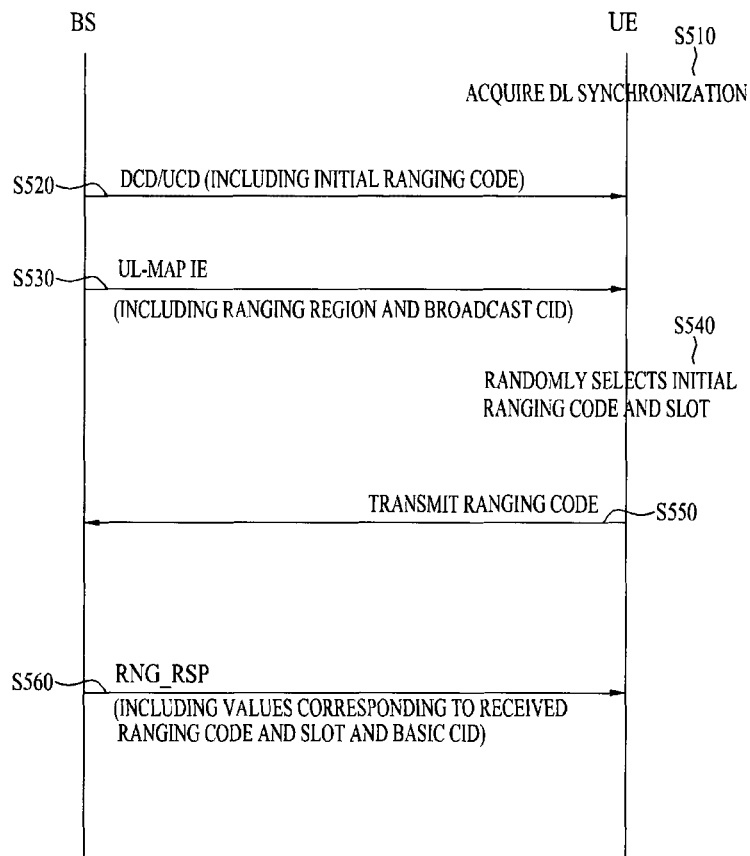 BS
UE
S510
ACQUIRE DL SYNCHRONIZATION
S520
DCD/UCD (INCLUDING INITIAL RANGING CODE)
S530
UL-MAP IE
(INCLUDING RANGING REGION AND BROADCAST CID)
S540
RANDOMLY SELECTS INITIAL
RANGING CODE AND SLOT
TRANSMIT RANGING CODE
S550
S560
RNG_RSP
(INCLUDING VALUES CORRESPONDING TO RECEIVED
RANGING CODE AND SLOT AND BASIC CID)